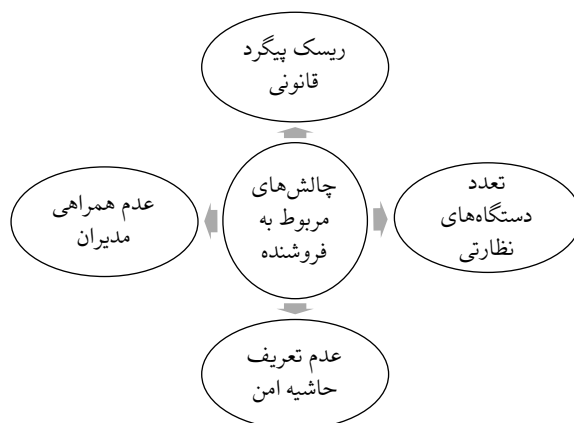 ریسک پیگرد
قانونی
تعدد
دستگاه‌های
نظارتی
چالش‌های
مربوط به
فروشنده
عدم همراهی
مدیران
عدم تعریف
حاشیه امن